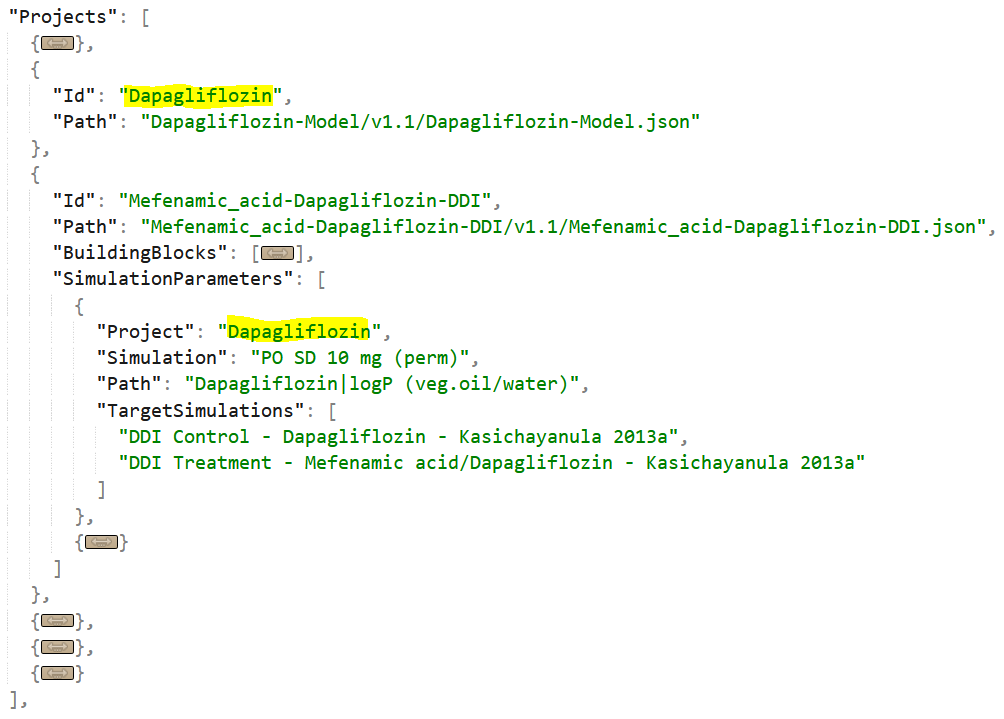 "Projects": [
{},
{
"Id": "Dapagliflozin",
"Path": "Dapagliflozin-Model/v1.1/Dapagliflozin-Model.json"
},
{
"Id": "Mefenamic_acid-Dapagliflozin-DDI",
"Path": "Mefenamic_acid-Dapagliflozin-DDI/v1.1/Mefenamic_acid-Dapagliflozin-DDI.json",
"BuildingBlocks": [],
"SimulationParameters": [
{
"Project": "Dapagliflozin",
"Simulation": "PO SD 10 mg (perm)",
"Path": "Dapagliflozin|logP (veg.oil/water)",
"TargetSimulations": [
"DDI Control - Dapagliflozin - Kasichayanula 2013a",
"DDI Treatment - Mefenamic acid/Dapagliflozin - Kasichayanula 2013a"
]
},
{}
]
},
{},
{},
{}
],